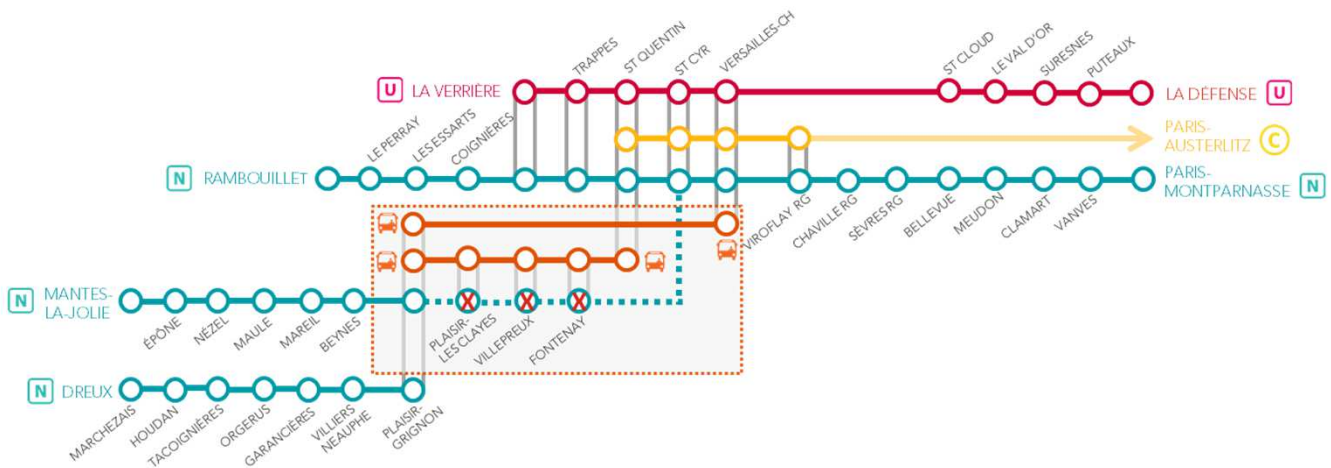 TRAPPES
ST QUENTIN
ST CYR
VERSAILLES-CH
ST CLOUD
LE VAL D'OR
SURESNES
PUTEAUX
U LA VERRIÈRE
LA DÉFENSE U
LE PERRAY
LES ESSARTS
COIGNIÈRES
PARIS-
AUSTERLITZ C
N RAMBOUILLET
PARIS-
MONTPARNASSE N
VIROFLAY RG
CHAVILLE RG
SÈVRES RG
BELLEVUE
MEUDON
CLAMART
VANVES
N MANTES-
LA-JOLIE
ÉPÔNE
NÉZEL
MAULE
MAREIL
BEYNES
PLAISIR-
LES CLAYES
VILLEPREUX
FONTENAY
N DREUX
MARCHEZAIS
HOUDAN
TACOIGNIÈRES
ORGERUS
GARANCIÈRES
VILLIERS
NEAUPHE
PLAISIR-
GRIGNON